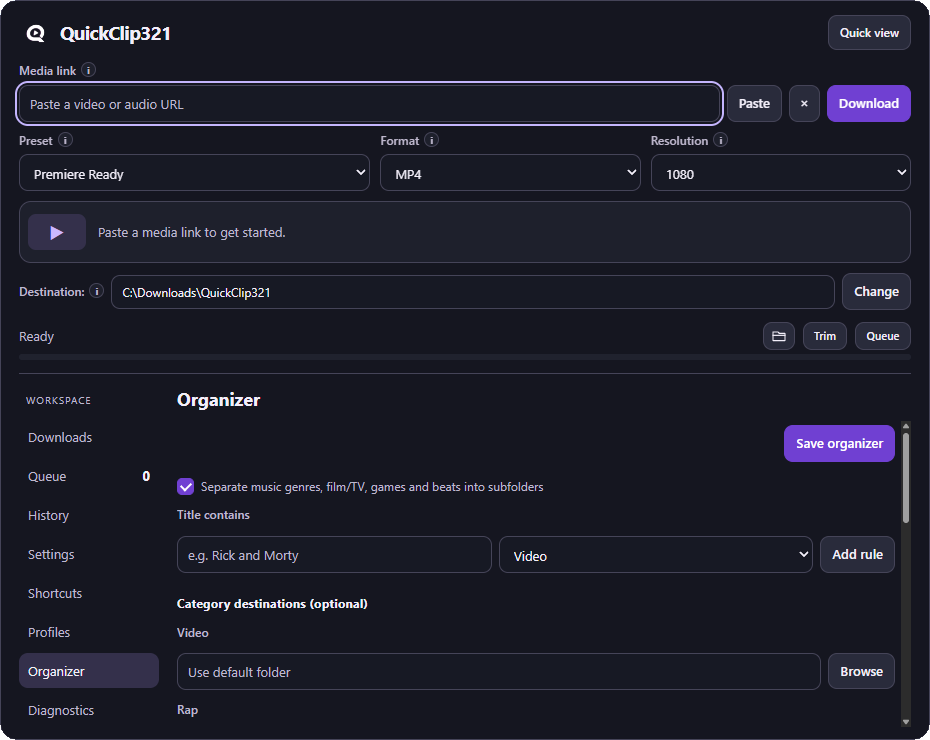 QuickClip321
Quick view
Media link i
Paste a video or audio URL
Paste
×
Download
Preset i
Format i
Resolution i
Premiere Ready
MP4
1080
Paste a media link to get started.
Destination: i
C:\Downloads\QuickClip321
Change
Ready
Trim
Queue
WORKSPACE
Downloads
Queue 0
History
Settings
Shortcuts
Profiles
Organizer
Diagnostics
Organizer
Save organizer
Separate music genres, film/TV, games and beats into subfolders
Title contains
e.g. Rick and Morty
Video
Add rule
Category destinations (optional)
Video
Use default folder
Browse
Rap